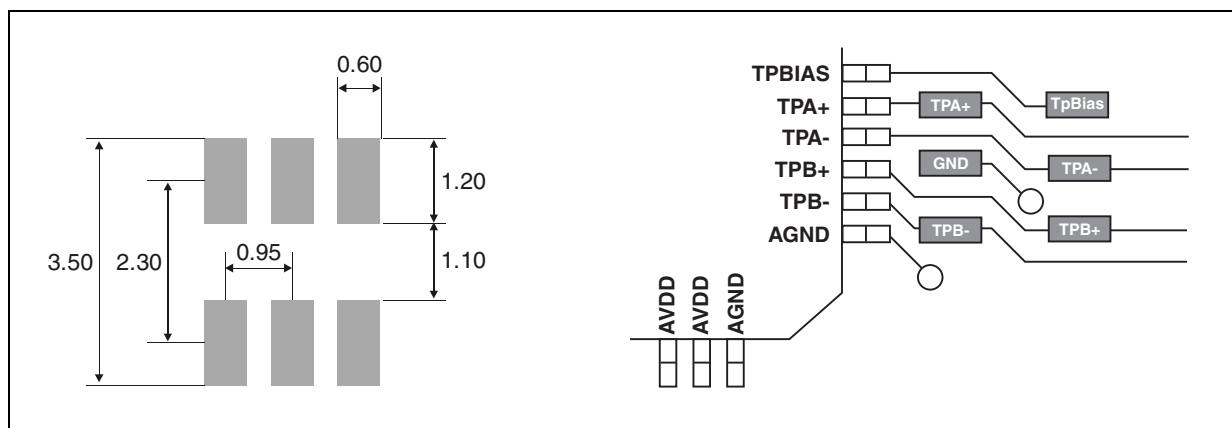 0.60
3.50
2.30
0.95
1.20
1.10
TPBIAS
TPA+
TPA-
TPB+
TPB-
AGND
TPA+
TpBias
GND
TPA-
TPB-
TPB+
AVDD
AVDD
AGND